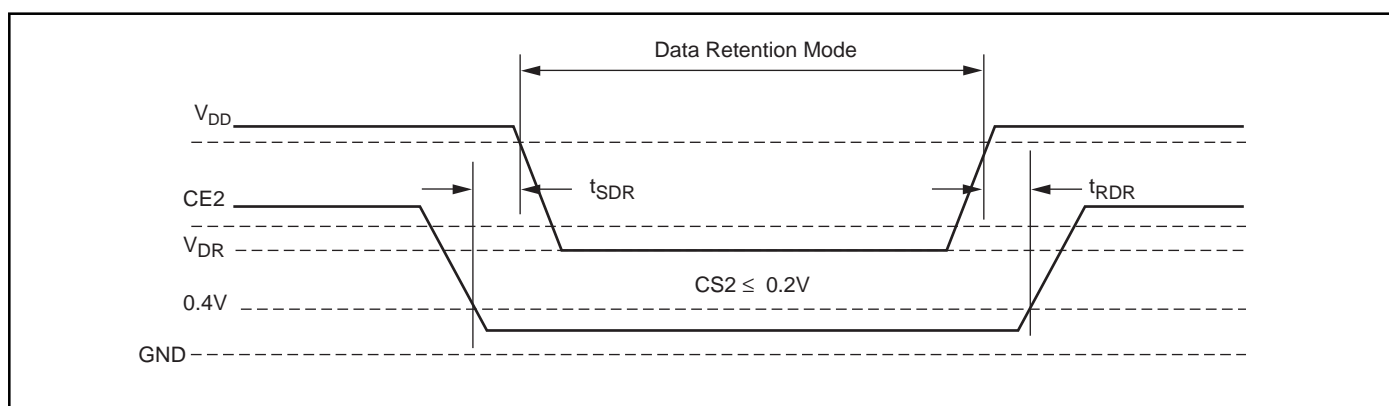 Data Retention Mode
VDD
tSDR
tRDR
CE2
VDR
CS2 ≤ 0.2V
0.4V
GND